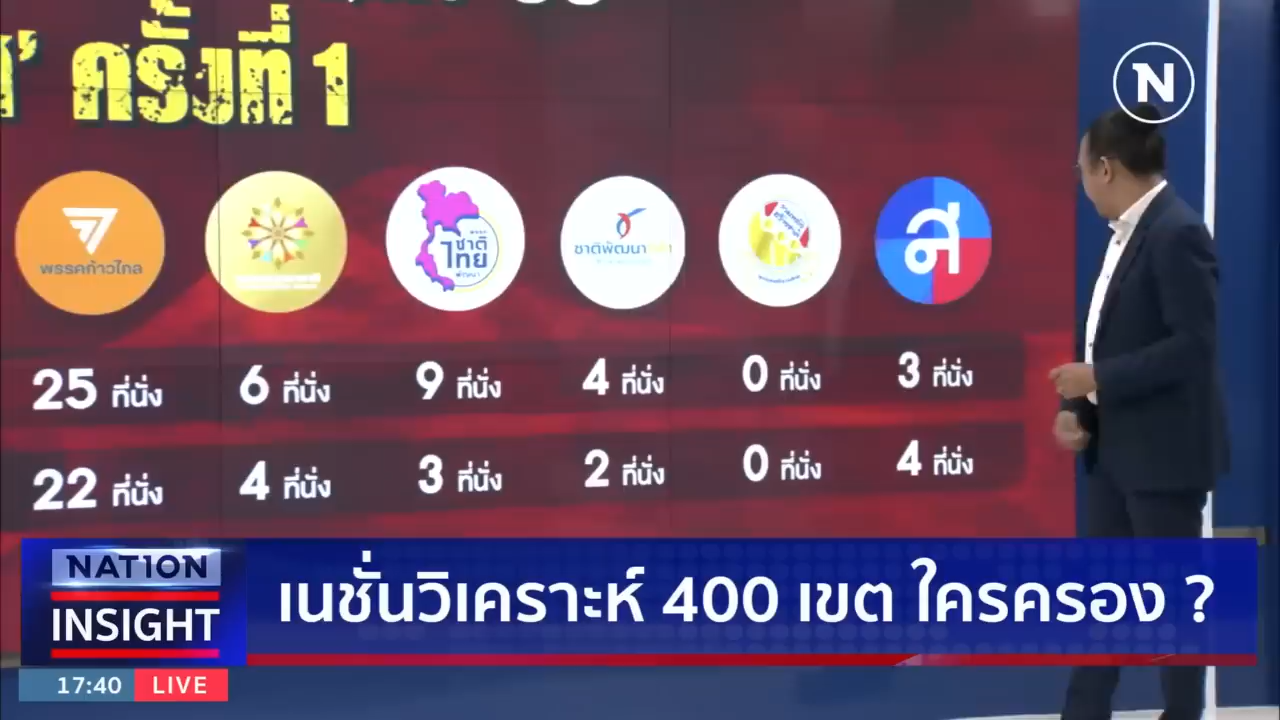 ครั้งที่ 1
N
พรรคก้าวไกล
พรรค
ชาติ
ไทย
พัฒนา
ชาติพัฒนา
ส
25 ที่นั่ง 6 ที่นั่ง 9 ที่นั่ง 4 ที่นั่ง 0 ที่นั่ง 3 ที่นั่ง
22 ที่นั่ง 4 ที่นั่ง 3 ที่นั่ง 2 ที่นั่ง 0 ที่นั่ง 4 ที่นั่ง
NATION
INSIGHT
เนชั่นวิเคราะห์ 400 เขต ใครครอง ?
17:40 LIVE